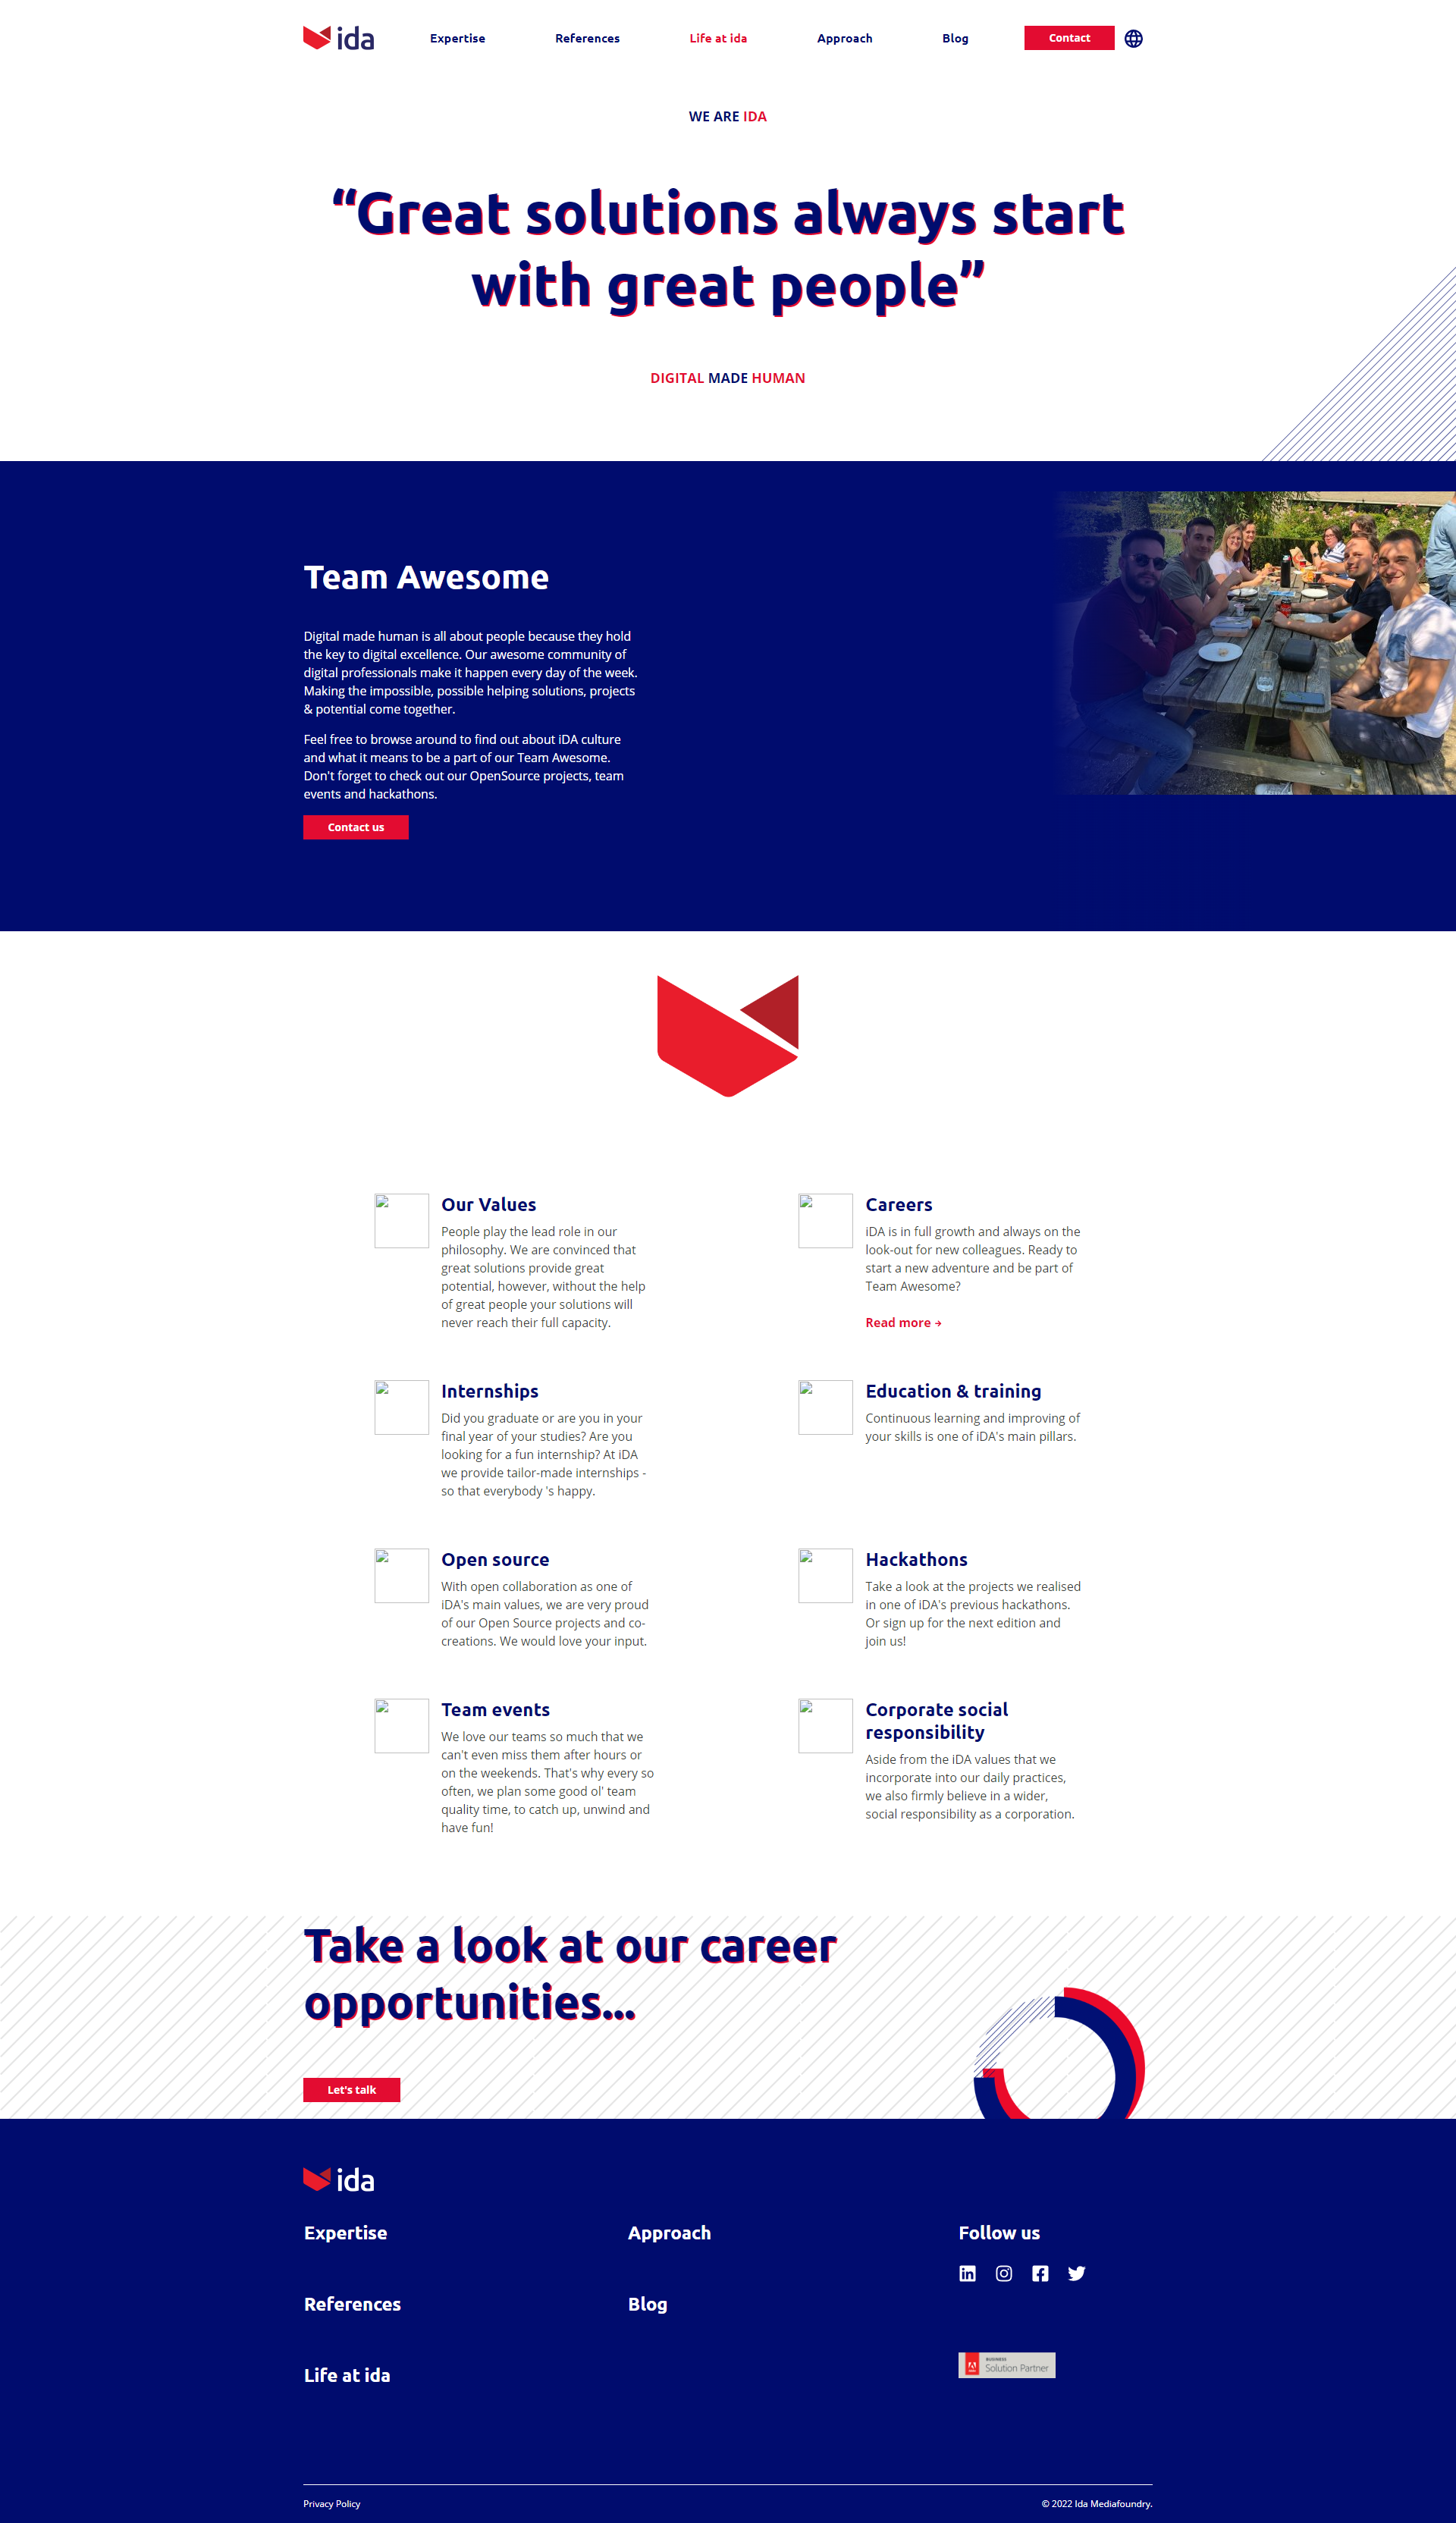 ida
Expertise
References
Life at ida
Approach
Blog
Contact
WE ARE IDA
“Great solutions always start
with great people”
DIGITAL MADE HUMAN
Team Awesome
Digital made human is all about people because they hold
the key to digital excellence. Our awesome community of
digital professionals make it happen every day of the week.
Making the impossible, possible helping solutions, projects
& potential come together.
Feel free to browse around to find out about iDA culture
and what it means to be a part of our Team Awesome.
Don't forget to check out our OpenSource projects, team
events and hackathons.
Contact us
Our Values
People play the lead role in our
philosophy. We are convinced that
great solutions provide great
potential, however, without the help
of great people your solutions will
never reach their full capacity.
Careers
iDA is in full growth and always on the
look-out for new colleagues. Ready to
start a new adventure and be part of
Team Awesome?
Read more →
Internships
Did you graduate or are you in your
final year of your studies? Are you
looking for a fun internship? At iDA
we provide tailor-made internships -
so that everybody 's happy.
Education & training
Continuous learning and improving of
your skills is one of iDA's main pillars.
Open source
With open collaboration as one of
iDA's main values, we are very proud
of our Open Source projects and co-
creations. We would love your input.
Hackathons
Take a look at the projects we realised
in one of iDA's previous hackathons.
Or sign up for the next edition and
join us!
Team events
We love our teams so much that we
can't even miss them after hours or
on the weekends. That's why every so
often, we plan some good ol' team
quality time, to catch up, unwind and
have fun!
Corporate social
responsibility
Aside from the iDA values that we
incorporate into our daily practices,
we also firmly believe in a wider,
social responsibility as a corporation.
Take a look at our career
opportunities...
Let's talk
ida
Expertise
References
Life at ida
Approach
Blog
Follow us
BUSINESS
Solution Partner
Privacy Policy
© 2022 Ida Mediafoundry.